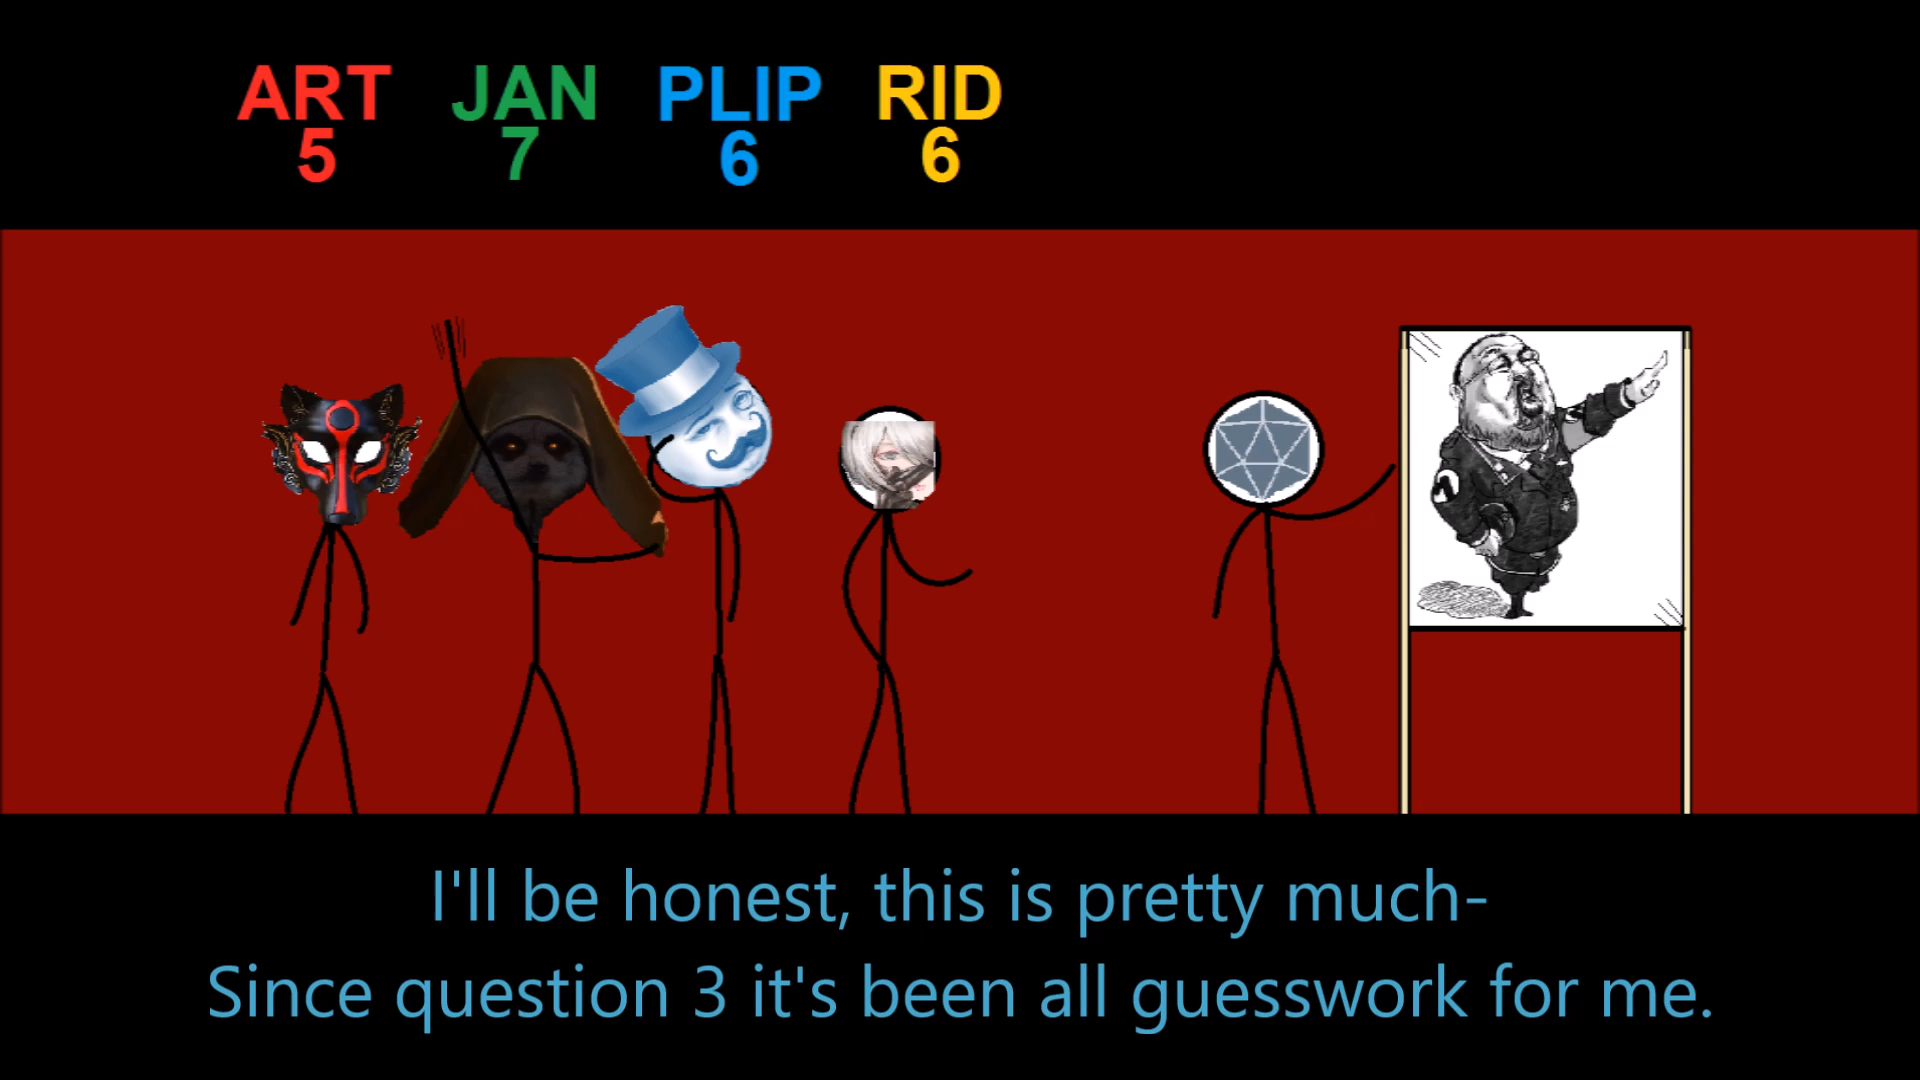 ART JAN PLIP RID
5 7 6 6
I'll be honest, this is pretty much-
Since question 3 it's been all guesswork for me.